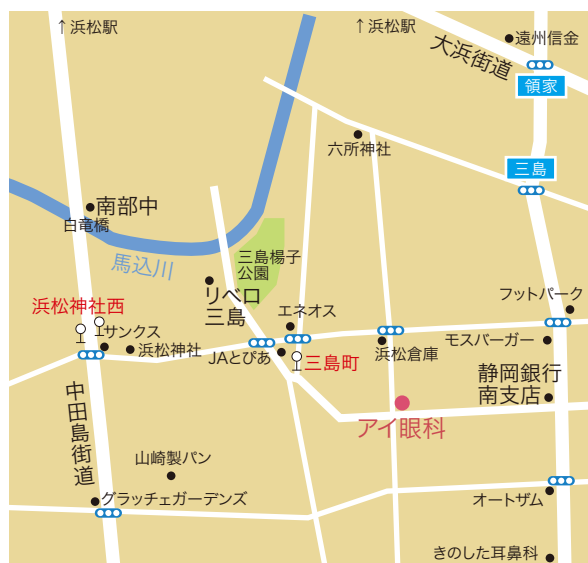 ↑浜松駅
↑浜松駅
遠州信金
大浜街道
領家
六所神社
三島
南部中
白竜橋
馬込川
三島楊子
公園
リベロ
三島
浜松神社西
サンクス
浜松神社
エネオス
JAとぴあ
三島町
浜松倉庫
フットパーク
モスバーガー
静岡銀行
南支店
アイ眼科
中田島街道
山崎製パン
グラッチェガーデンズ
オートザム
きのした耳鼻科